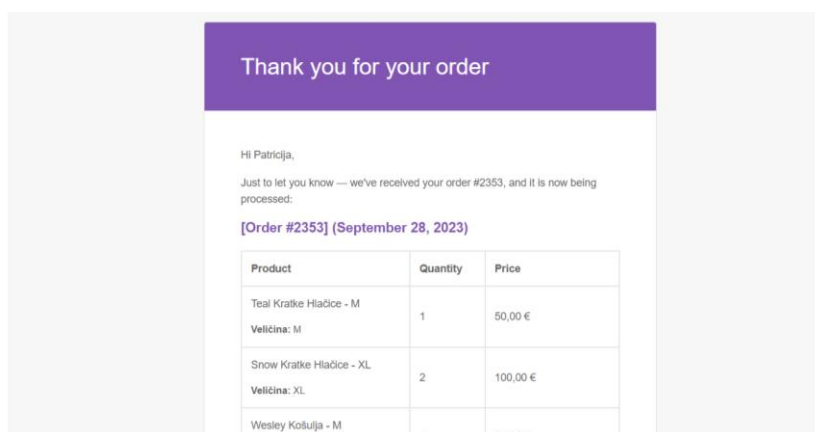 Thank you for your order
Hi Patricija,
Just to let you know — we've received your order #2353, and it is now being
processed:
[Order #2353] (September 28, 2023)
Product Quantity Price
Teal Kratke Hlačice - M
Veličina: M
1 50,00 €
Snow Kratke Hlačice - XL
Veličina: XL
2 100,00 €
Wesley Košulja - M